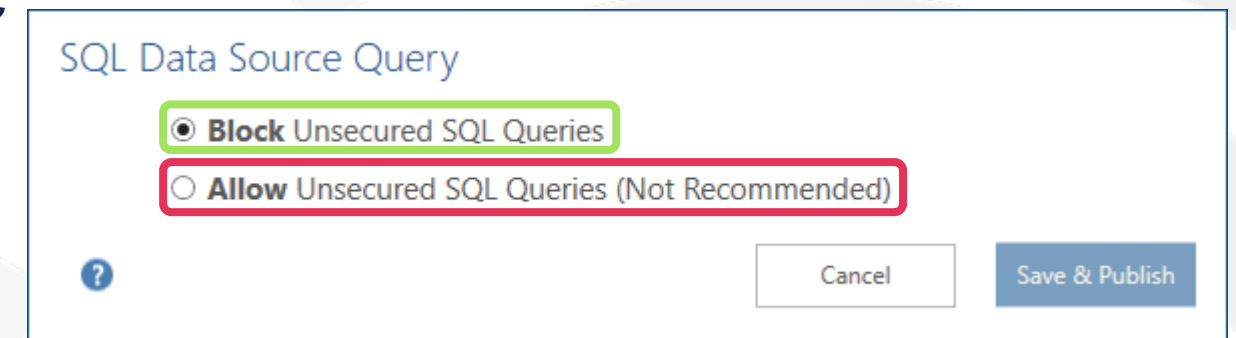 SQL Data Source Query
Block Unsecured SQL Queries
Allow Unsecured SQL Queries (Not Recommended)
? Cancel Save & Publish